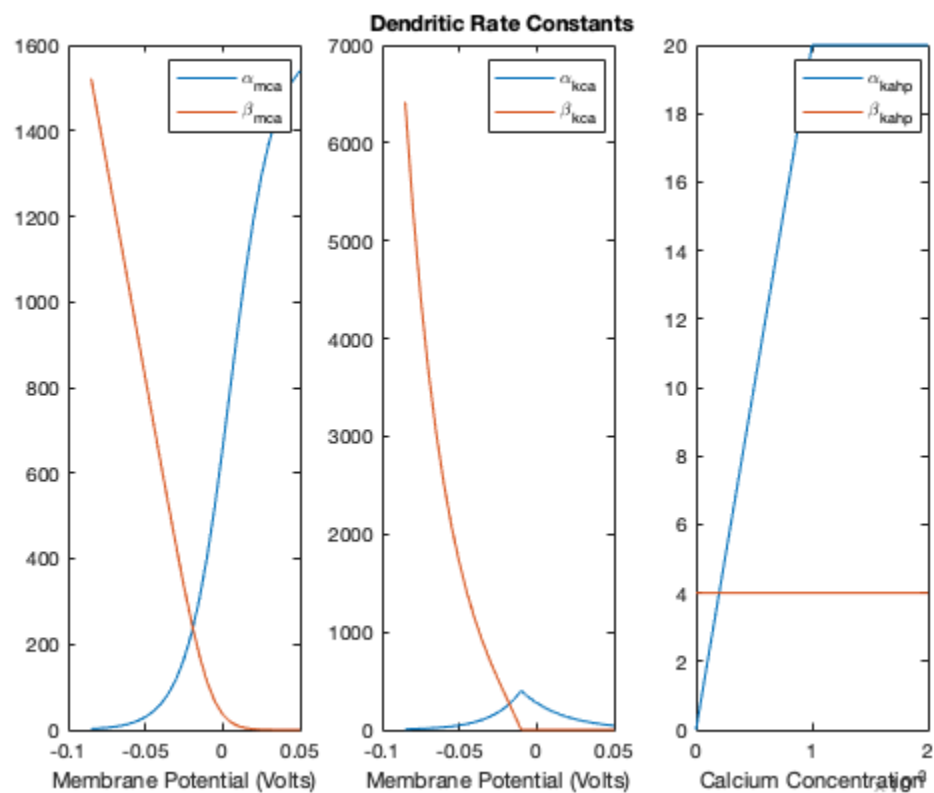 Dendritic Rate Constants
1600
1400
1200
1000
800
600
400
200
0
-0.1 -0.05 0 0.05
Membrane Potential (Volts)
α_mca
β_mca
7000
6000
5000
4000
3000
2000
1000
0
-0.1 -0.05 0 0.05
Membrane Potential (Volts)
α_kca
β_kca
20
18
16
14
12
10
8
6
4
2
0
0 1 2
Calcium Concentration
α_kahp
β_kahp